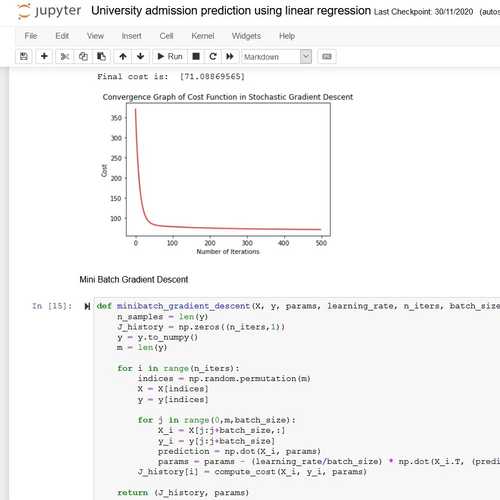 jupyter University admission prediction using linear regression Last Checkpoint: 30/11/2020 (autos
File Edit View Insert Cell Kernel Widgets Help
Run Markdown
Final cost is: [71.08869565]
Convergence Graph of Cost Function in Stochastic Gradient Descent
350
300
250
200
150
100
Cost
0 100 200 300 400 500
Number of Iterations
Mini Batch Gradient Descent
In [15]: def minibatch_gradient_descent(X, y, params, learning_rate, n_iters, batch_size
n_samples = len(y)
J_history = np.zeros((n_iters,1))
y = y.to_numpy()
m = len(y)
for i in range(n_iters):
indices = np.random.permutation(m)
X = X[indices]
y = y[indices]
for j in range(0,m,batch_size):
X_i = X[j:j+batch_size,:]
y_i = y[j:j+batch_size]
prediction = np.dot(X_i, params)
params = params - (learning_rate/batch_size) * np.dot(X_i.T, (predi
J_history[i] = compute_cost(X_i, y_i, params)
return (J_history, params)